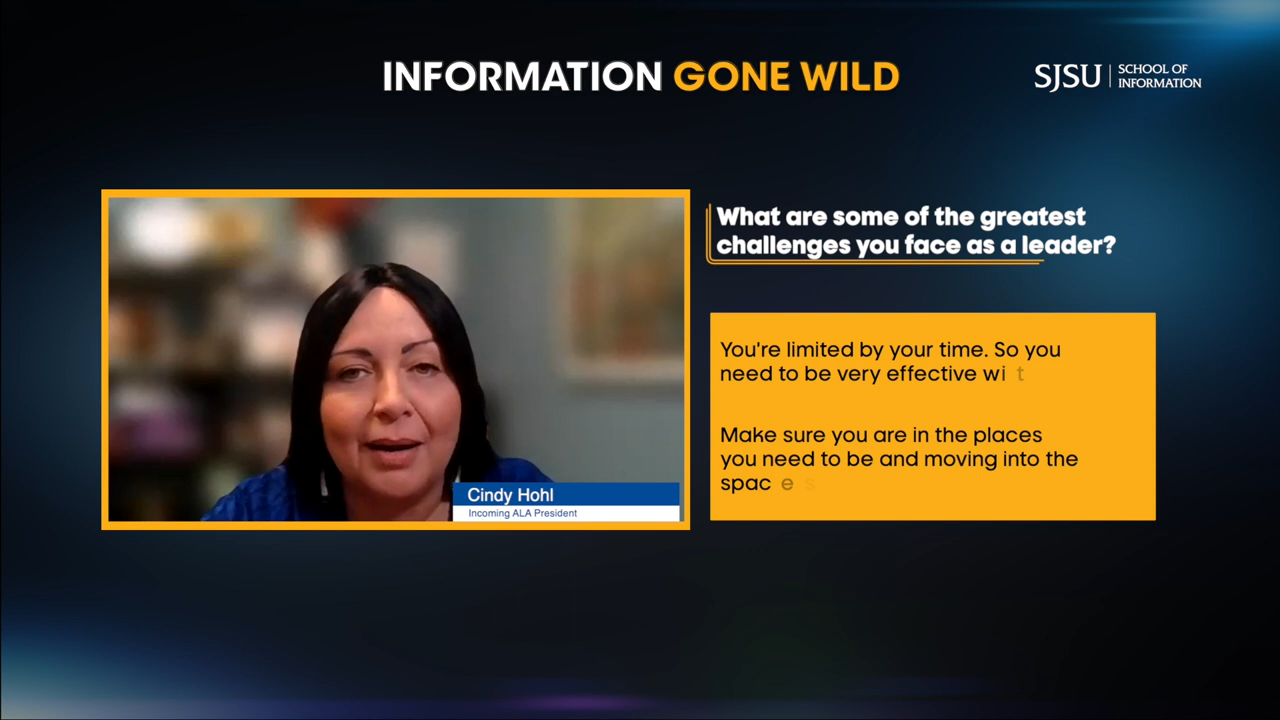 INFORMATION GONE WILD
SJSU
SCHOOL OF
INFORMATION
What are some of the greatest
challenges you face as a leader?
You're limited by your time. So you
need to be very effective wi t
Make sure you are in the places
you need to be and moving into the
spac e s
Cindy Hohl
Incoming ALA President